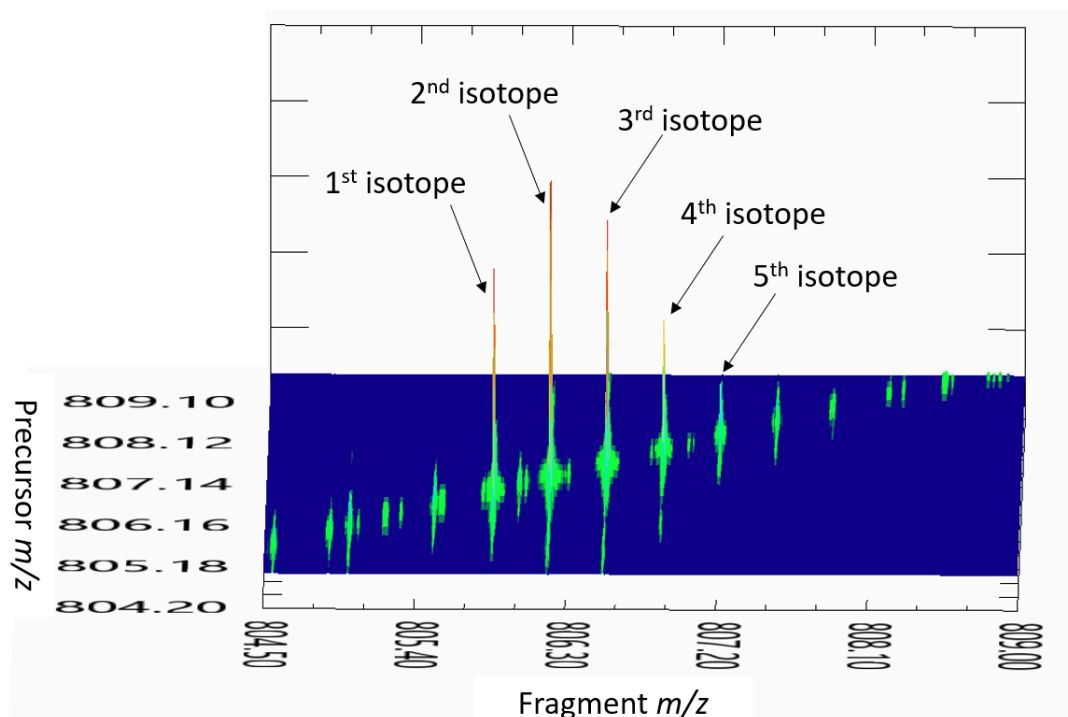 2nd isotope
3rd isotope
1st isotope
4th isotope
5th isotope
Precursor m/z
809.10
808.12
807.14
806.16
805.18
804.20
804.50
805.40
806.30
807.20
808.10
809.00
Fragment m/z